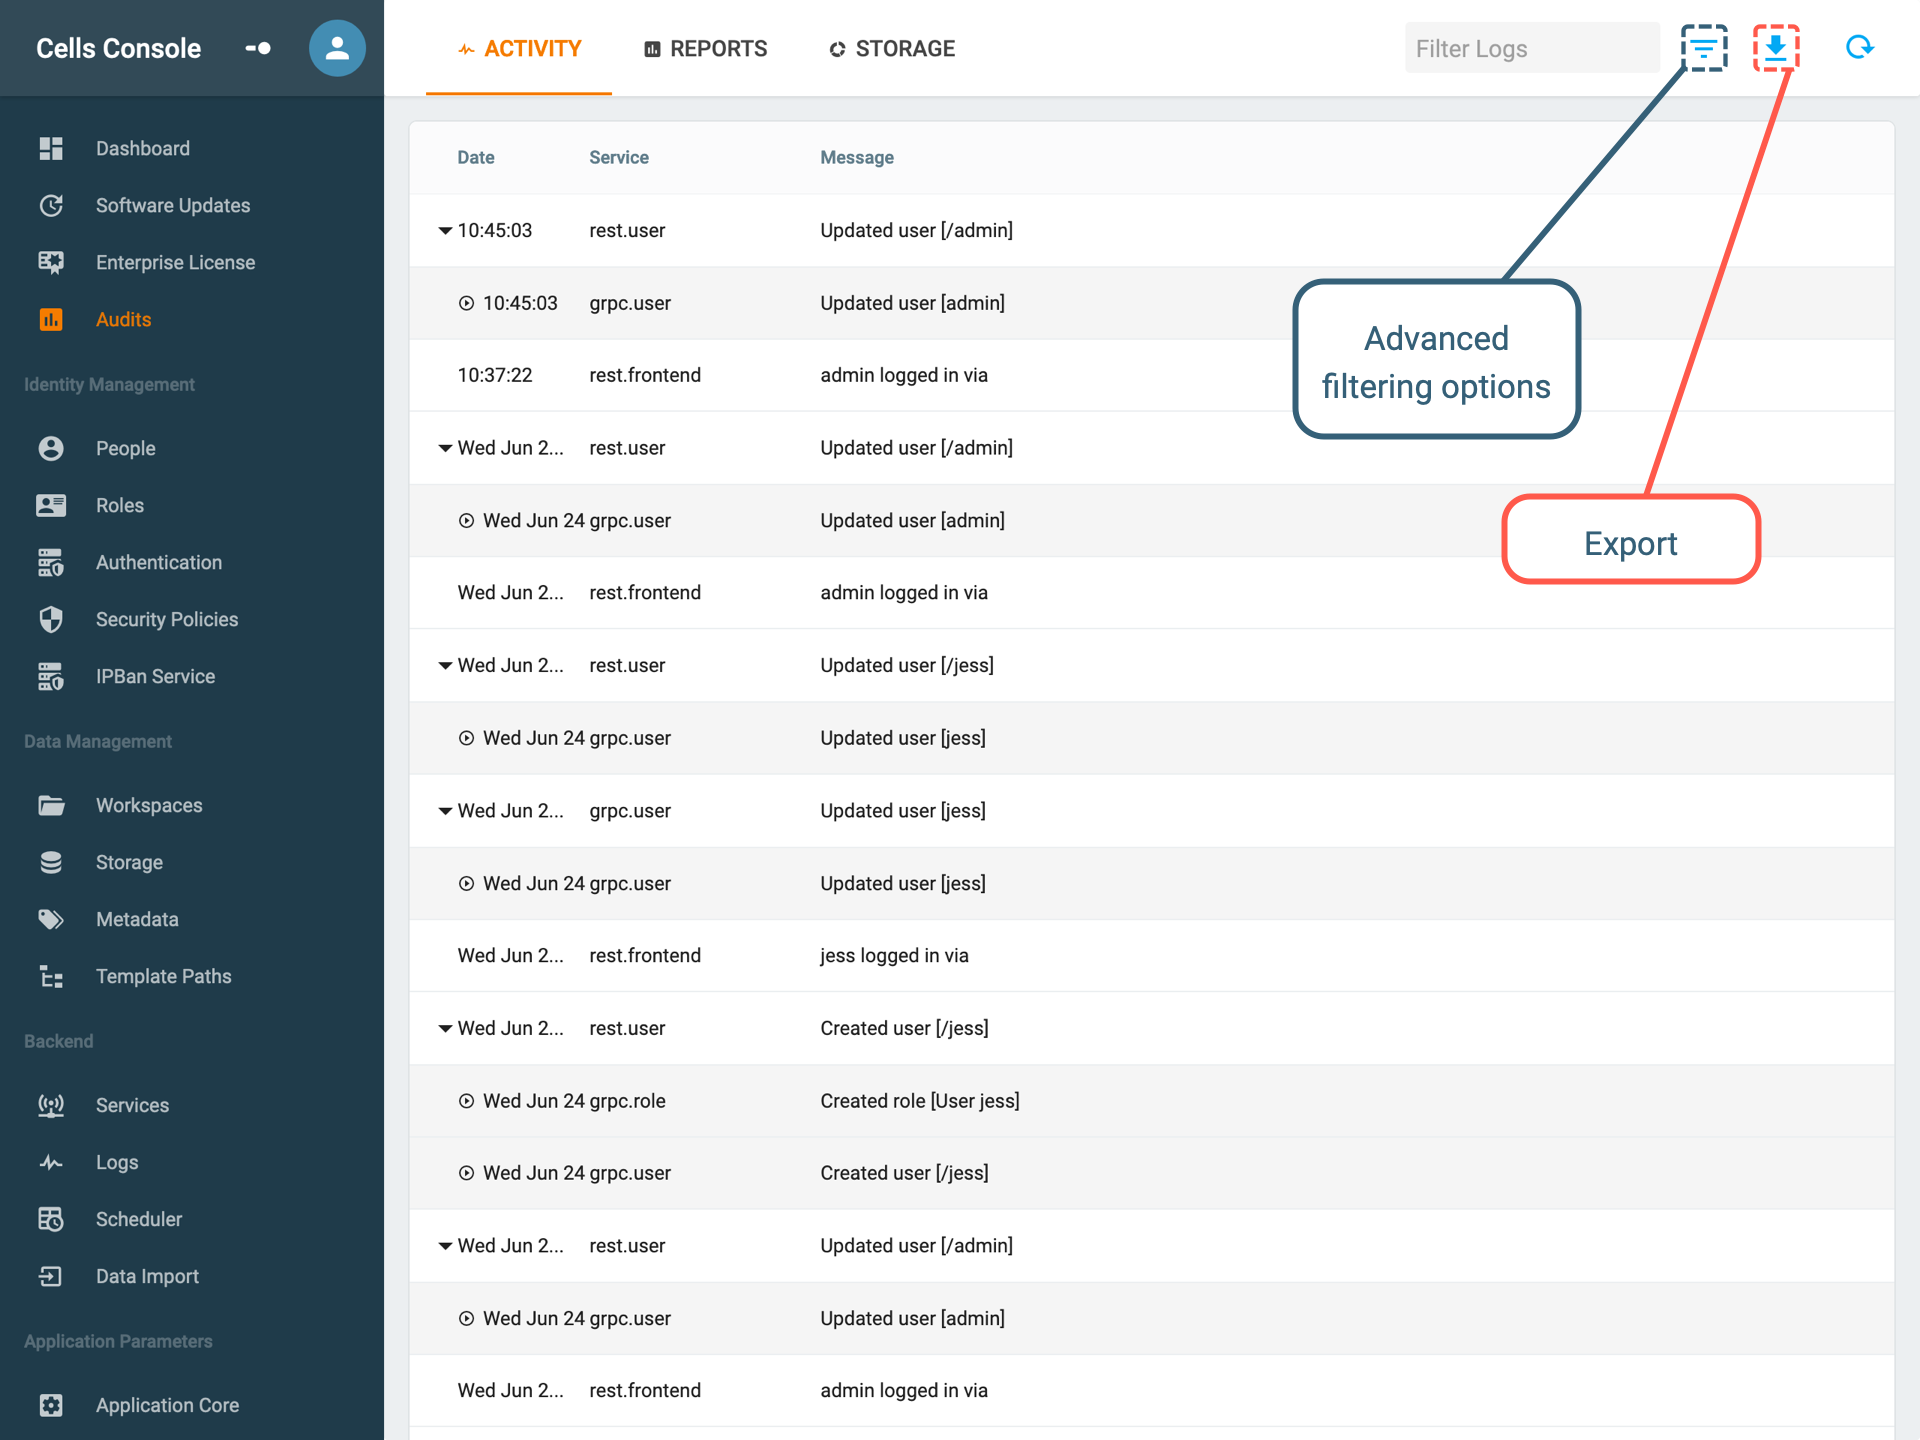 Cells Console
Dashboard
Software Updates
Enterprise License
Audits
Identity Management
People
Roles
Authentication
Security Policies
IPBan Service
Data Management
Workspaces
Storage
Metadata
Template Paths
Backend
Services
Logs
Scheduler
Data Import
Application Parameters
Application Core
ACTIVITY REPORTS STORAGE Filter Logs
Date Service Message
10:45:03 rest.user Updated user [/admin]
10:45:03 grpc.user Updated user [admin]
10:37:22 rest.frontend admin logged in via
Wed Jun 2... rest.user Updated user [/admin]
Wed Jun 24 grpc.user Updated user [admin]
Wed Jun 2... rest.frontend admin logged in via
Wed Jun 2... rest.user Updated user [/jess]
Wed Jun 24 grpc.user Updated user [jess]
Wed Jun 2... grpc.user Updated user [jess]
Wed Jun 24 grpc.user Updated user [jess]
Wed Jun 2... rest.frontend jess logged in via
Wed Jun 2... rest.user Created user [/jess]
Wed Jun 24 grpc.role Created role [User jess]
Wed Jun 24 grpc.user Created user [/jess]
Wed Jun 2... rest.user Updated user [/admin]
Wed Jun 24 grpc.user Updated user [admin]
Wed Jun 2... rest.frontend admin logged in via
Advanced
filtering options
Export